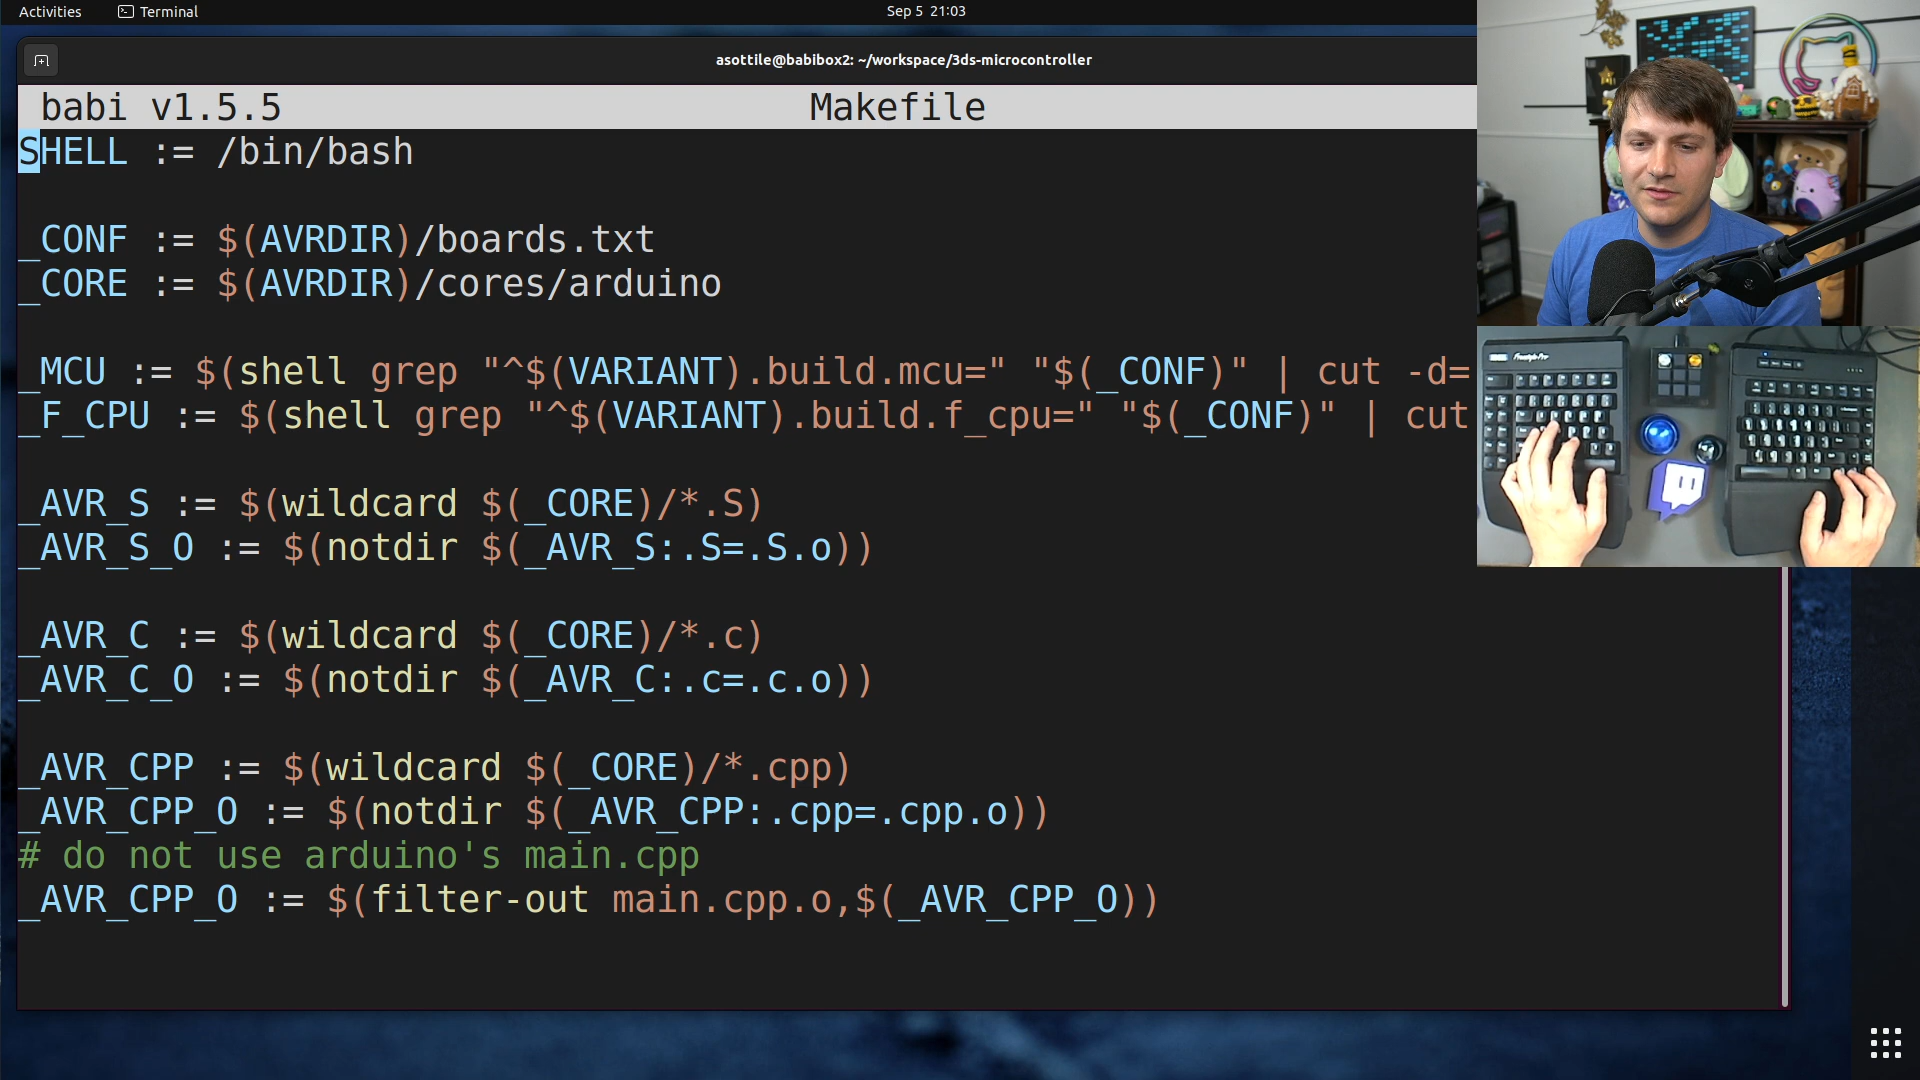 Activities
Terminal
Sep 5 21:03
asottile@babibox2: ~/workspace/3ds-microcontroller
babi v1.5.5
Makefile
SHELL := /bin/bash
_CONF := $(AVRDIR)/boards.txt
_CORE := $(AVRDIR)/cores/arduino
_MCU := $(shell grep "^$(VARIANT).build.mcu=" "$(_CONF)" | cut -d=
_F_CPU := $(shell grep "^$(VARIANT).build.f_cpu=" "$(_CONF)" | cut
_AVR_S := $(wildcard $(_CORE)/*.S)
_AVR_S_O := $(notdir $(_AVR_S:.S=.S.o))
_AVR_C := $(wildcard $(_CORE)/*.c)
_AVR_C_O := $(notdir $(_AVR_C:.c=.c.o))
_AVR_CPP := $(wildcard $(_CORE)/*.cpp)
_AVR_CPP_O := $(notdir $(_AVR_CPP:.cpp=.cpp.o))
# do not use arduino's main.cpp
_AVR_CPP_O := $(filter-out main.cpp.o,$(_AVR_CPP_O))